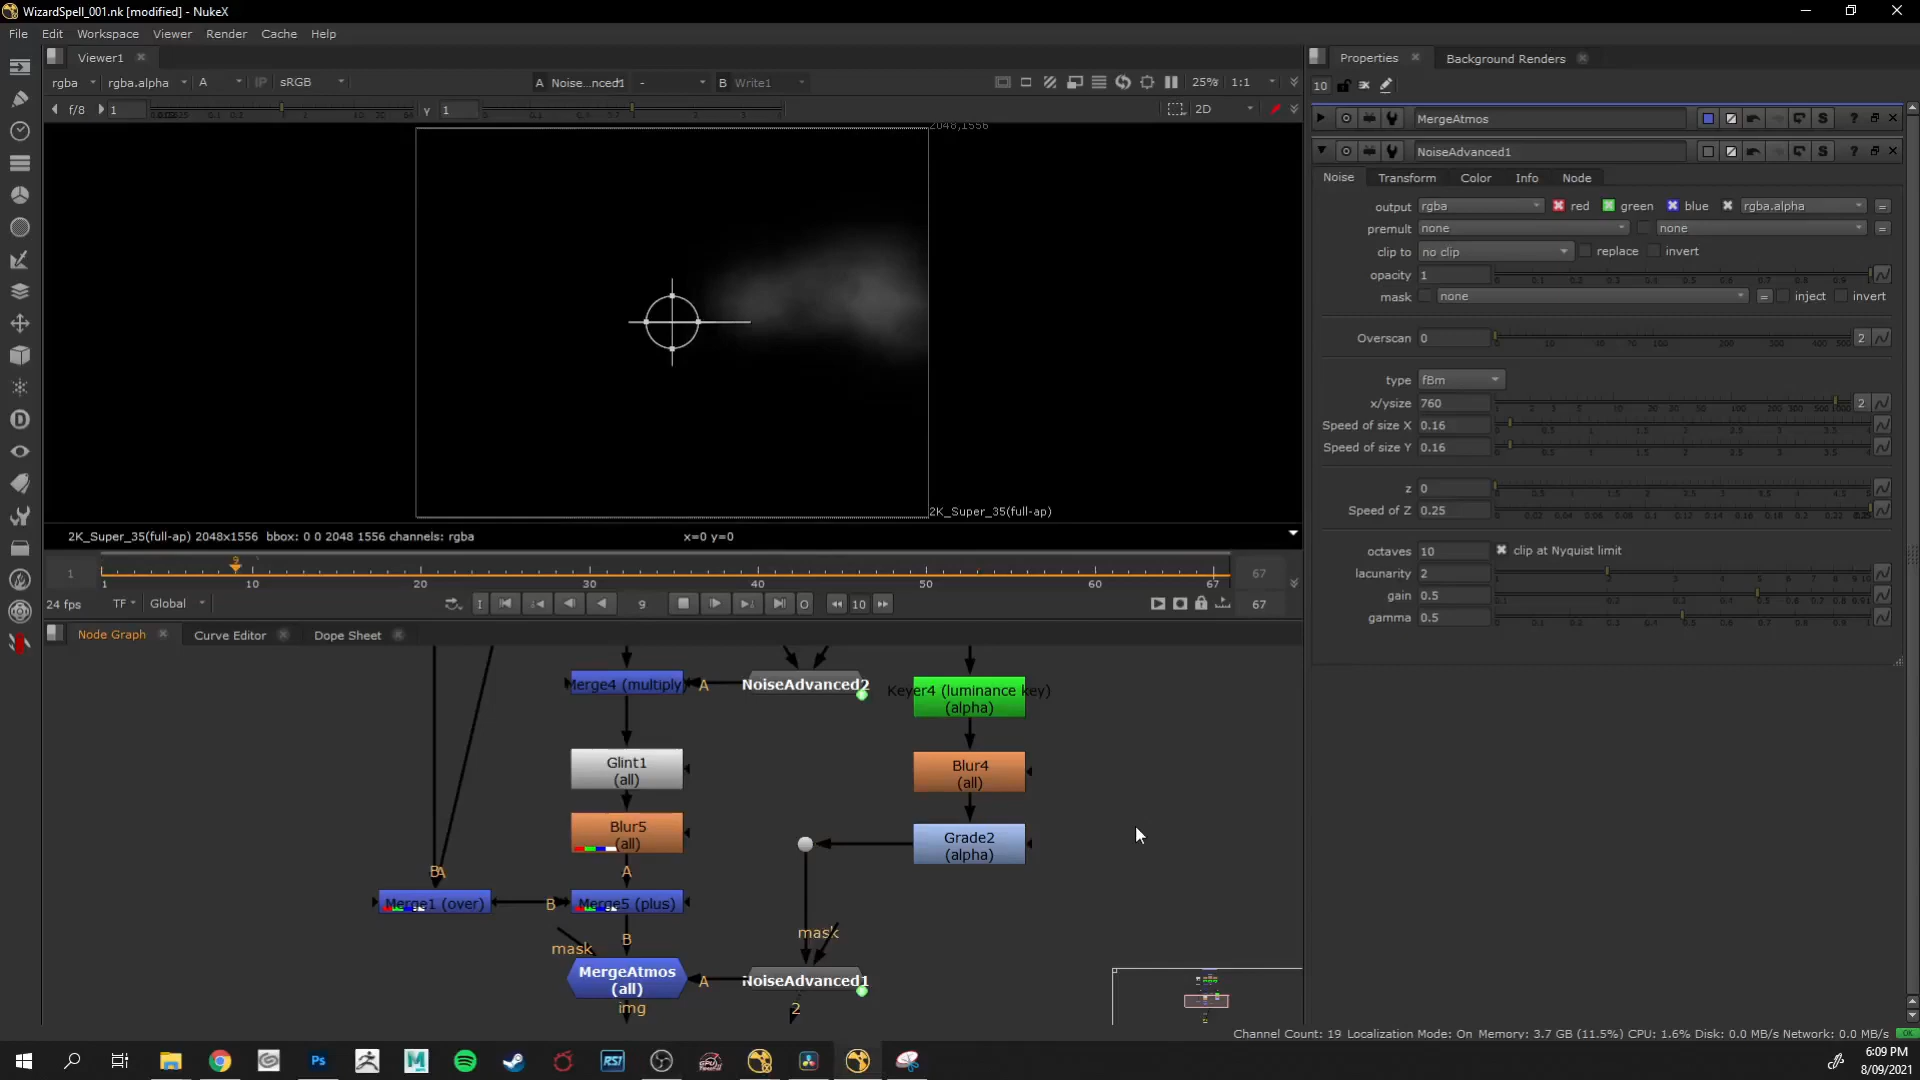 WizardSpell_001.nk [modified] - NukeX
File Edit Workspace Viewer Render Cache Help
Viewer1
rgba rgba.alpha A IP sRGB A Noise...nced1 - B Write1 25% 1:1
f/8 1 Y 1 2D
2048,1556
2K_Super_35(full-ap)
2K_Super_35(full-ap) 2048x1556 bbox: 0 0 2048 1556 channels: rgba x=0 y=0
1 9 67
1 10 20 30 40 50 60 67
24 fps TF Global I 9 O 10 67
Node Graph Curve Editor Dope Sheet
Merge4 (multiply)
A
NoiseAdvanced2
Keyer4 (luminance key)
(alpha)
Glint1
(all)
Blur4
(all)
Blur5
(all)
Grade2
(alpha)
B A
A
Merge1 (over)
B
Merge5 (plus)
mask
B
mask
MergeAtmos
(all)
A
NoiseAdvanced1
img
2
Properties Background Renders
10
MergeAtmos S ?
NoiseAdvanced1 S ?
Noise Transform Color Info Node
output rgba red green blue rgba.alpha =
premult none none =
clip to no clip replace invert
opacity 1
mask none = inject invert
Overscan 0 2
type fBm
x/ysize 760 2
Speed of size X 0.16
Speed of size Y 0.16
z 0
Speed of Z 0.25
octaves 10 clip at Nyquist limit
lacunarity 2
gain 0.5
gamma 0.5
Channel Count: 19 Localization Mode: On Memory: 3.7 GB (11.5%) CPU: 1.6% Disk: 0.0 MB/s Network: 0.0 MB/s
Ps
M
RS
6:09 PM
8/09/2021